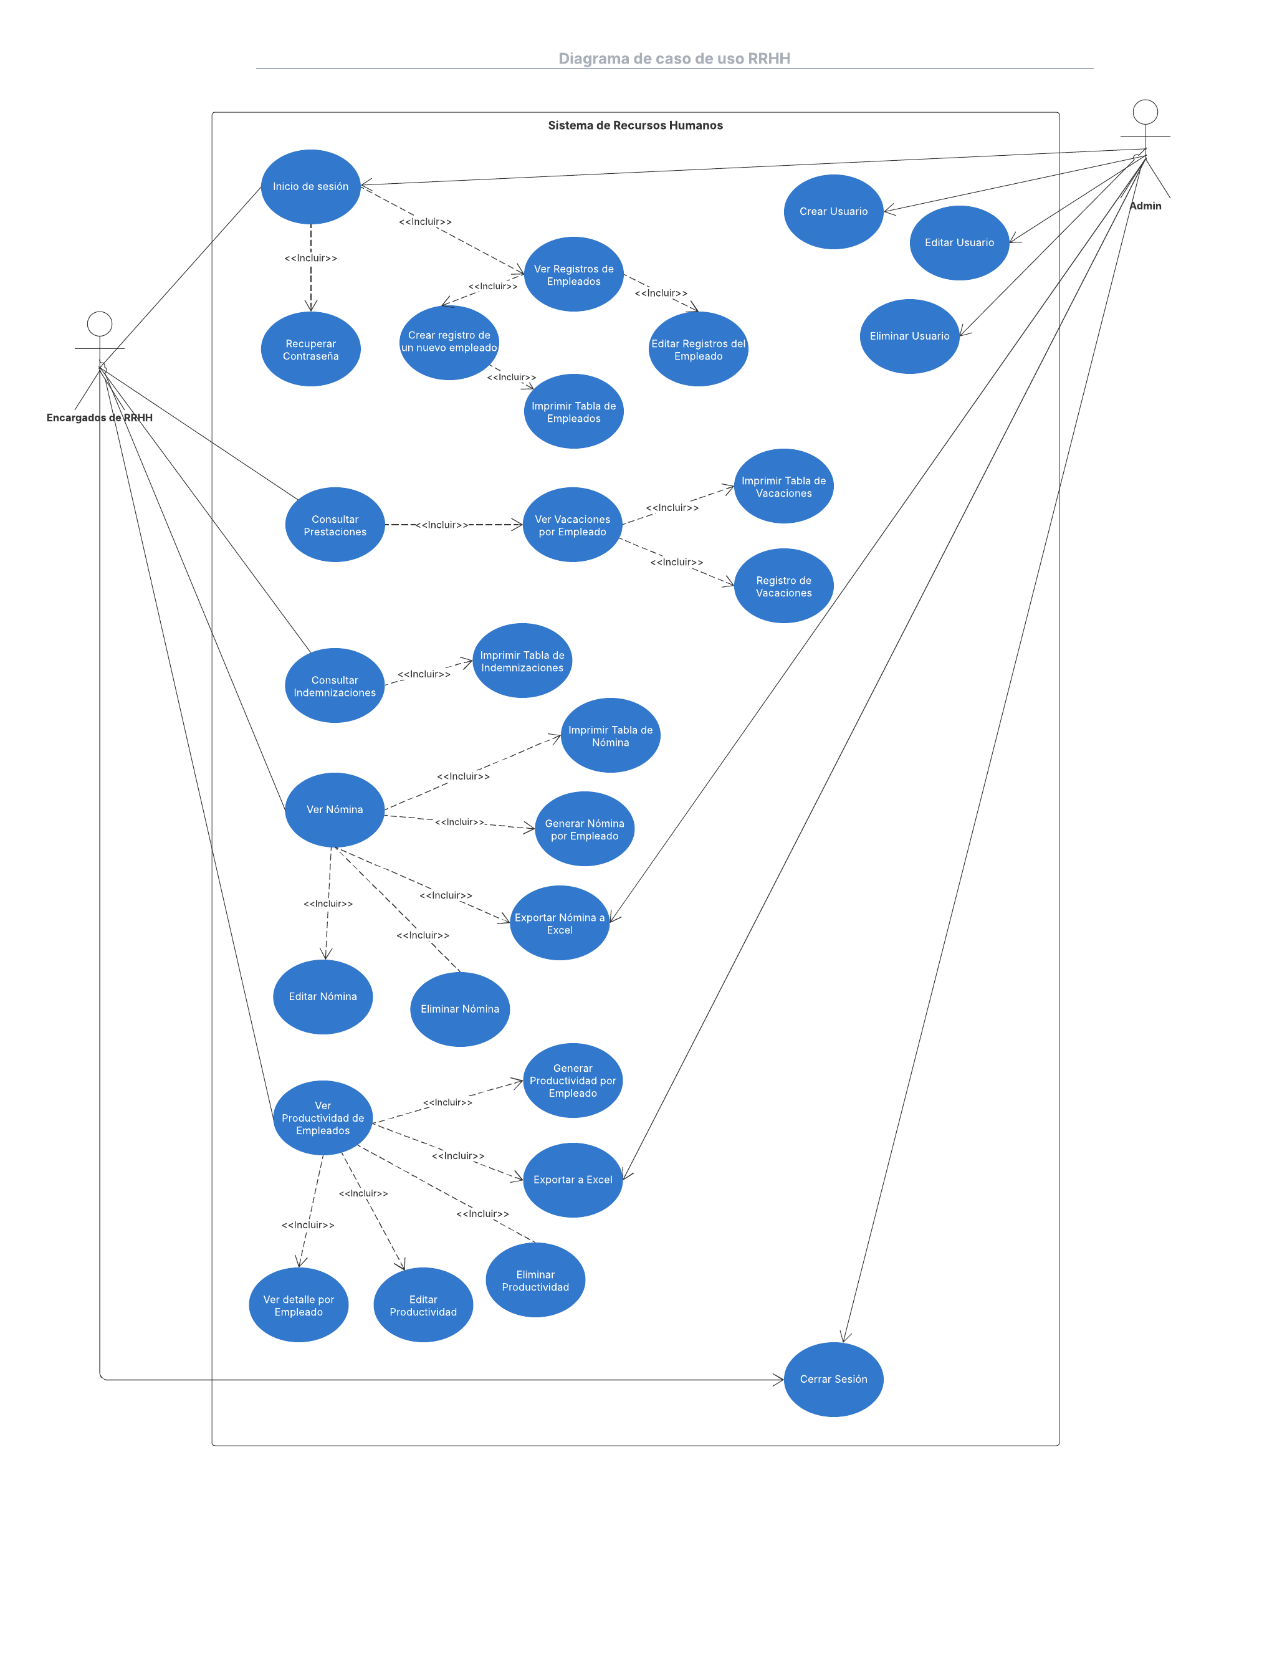 Diagrama de caso de uso RRHH
Sistema de Recursos Humanos
Inicio de sesión
Crear Usuario
Admin
<<Incluir>>
Editar Usuario
<<Incluir>>
Ver Registros de
Empleados
<<Incluir>>
<<Incluir>>
Crear registro de
un nuevo empleado
Eliminar Usuario
Recuperar
Contraseña
Editar Registros del
Empleado
<<Incluir>>
Imprimir Tabla de
Empleados
Encargados de RRHH
Imprimir Tabla de
Vacaciones
<<Incluir>>
Consultar
Prestaciones
<<Incluir>>
Ver Vacaciones
por Empleado
<<Incluir>>
Registro de
Vacaciones
Imprimir Tabla de
Indemnizaciones
<<Incluir>>
Consultar
Indemnizaciones
Imprimir Tabla de
Nómina
<<Incluir>>
Ver Nómina
<<Incluir>>
Generar Nómina
por Empleado
<<Incluir>>
<<Incluir>>
Exportar Nómina a
Excel
<<Incluir>>
Editar Nómina
Eliminar Nómina
Generar
Productividad por
Empleado
<<Incluir>>
Ver
Productividad de
Empleados
<<Incluir>>
Exportar a Excel
<<Incluir>>
<<Incluir>>
<<Incluir>>
Eliminar
Productividad
Ver detalle por
Empleado
Editar
Productividad
Cerrar Sesión